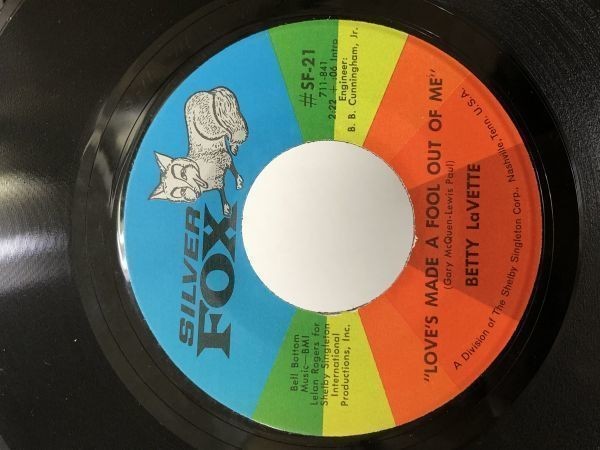 SILVER
FOX
Bell Bottom
Music—BMI
Lelan Rogers for
Shelby Singleton
International
Productions, Inc.
#SF-21
711-841
2:22 + :06 Intro
Engineer:
B. B. Cunningham, Jr.
"LOVE'S MADE A FOOL OUT OF ME"
(Gary McQuen-Lewis Paul)
BETTY LaVETTE
A Division of The Shelby Singleton Corp., Nashville, Tenn. U.S.A.